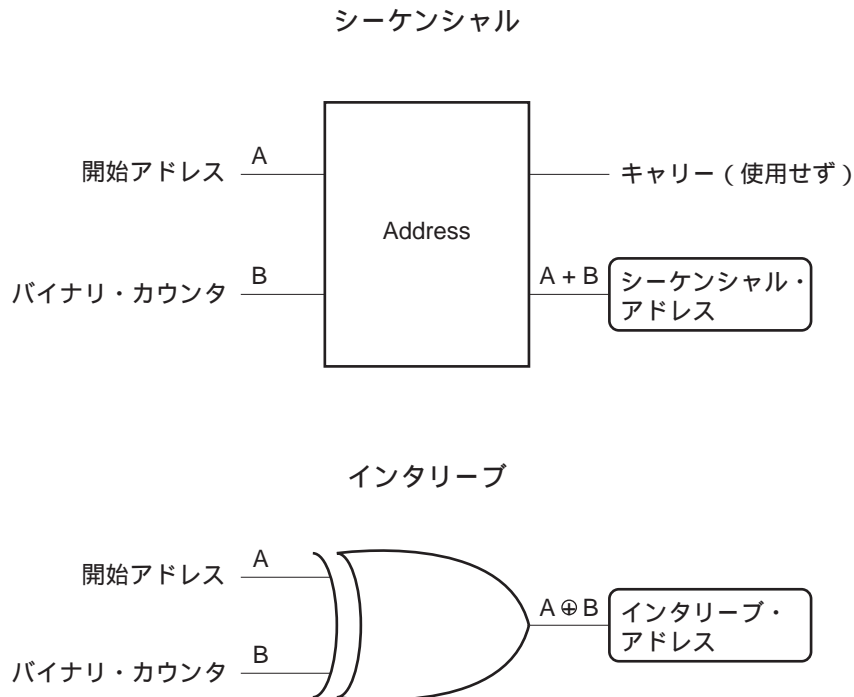 シーケンシャル
開始アドレス
A
キャリー ( 使用せず )
Address
バイナリ・カウンタ
B
A + B
シーケンシャル・
アドレス
インタリーブ
開始アドレス
A
A ⊕ B
インタリーブ・
アドレス
バイナリ・カウンタ
B